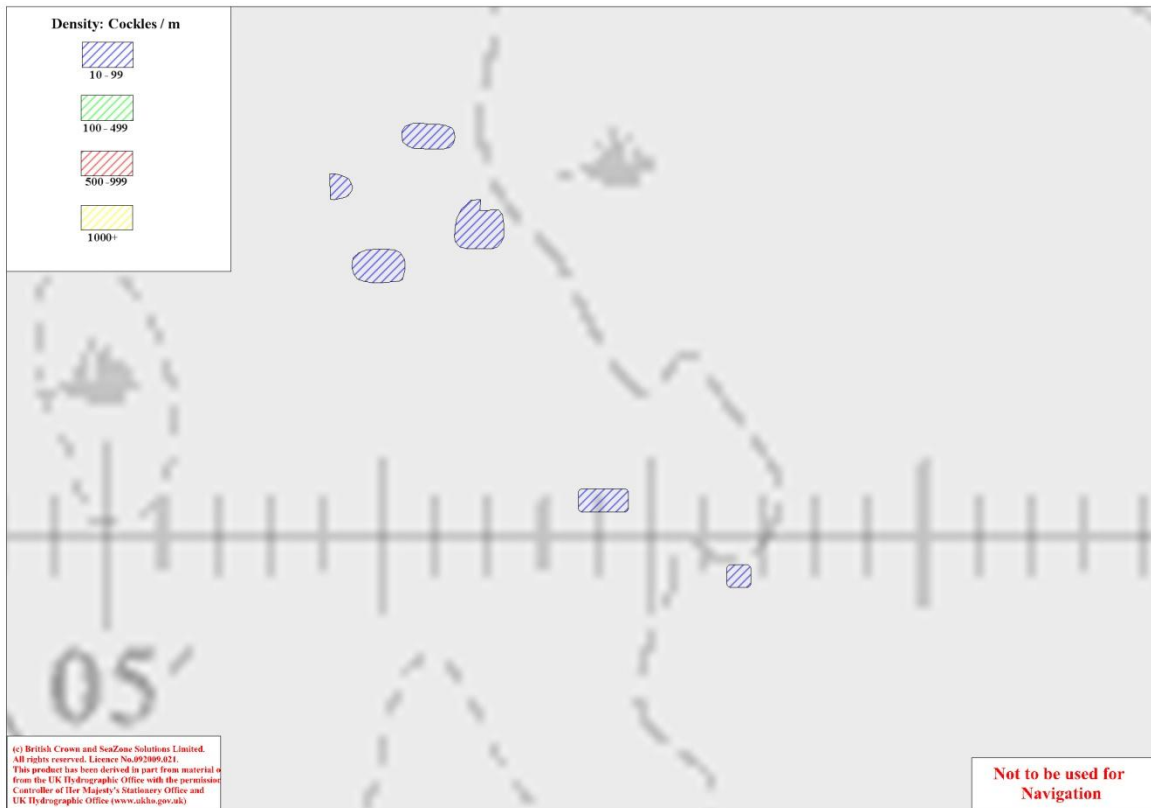 Density: Cockles / m
10 - 99
100 - 499
500 -999
1000+
05′
(c) British Crown and SeaZone Solutions Limited.
All rights reserved. Licence No.092009.021.
This product has been derived in part from material o
from the UK Hydrographic Office with the permission
Controller of Her Majesty's Stationery Office and
UK Hydrographic Office (www.ukho.gov.uk)
Not to be used for
Navigation